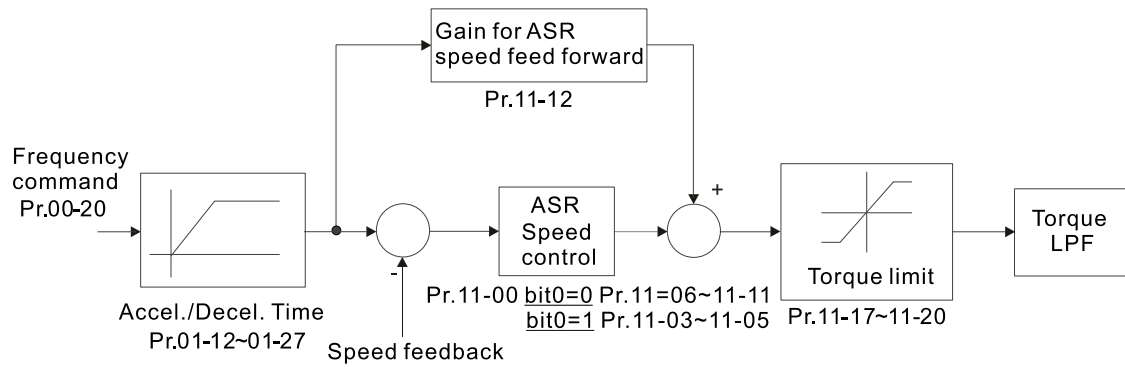 Gain for ASR
speed feed forward
Pr.11-12
Frequency
command
Pr.00-20
Accel./Decel. Time
Pr.01-12~01-27
-
Speed feedback
ASR
Speed
control
Pr.11-00 bit0=0 Pr.11=06~11-11
bit0=1 Pr.11-03~11-05
+
Torque limit
Pr.11-17~11-20
Torque
LPF